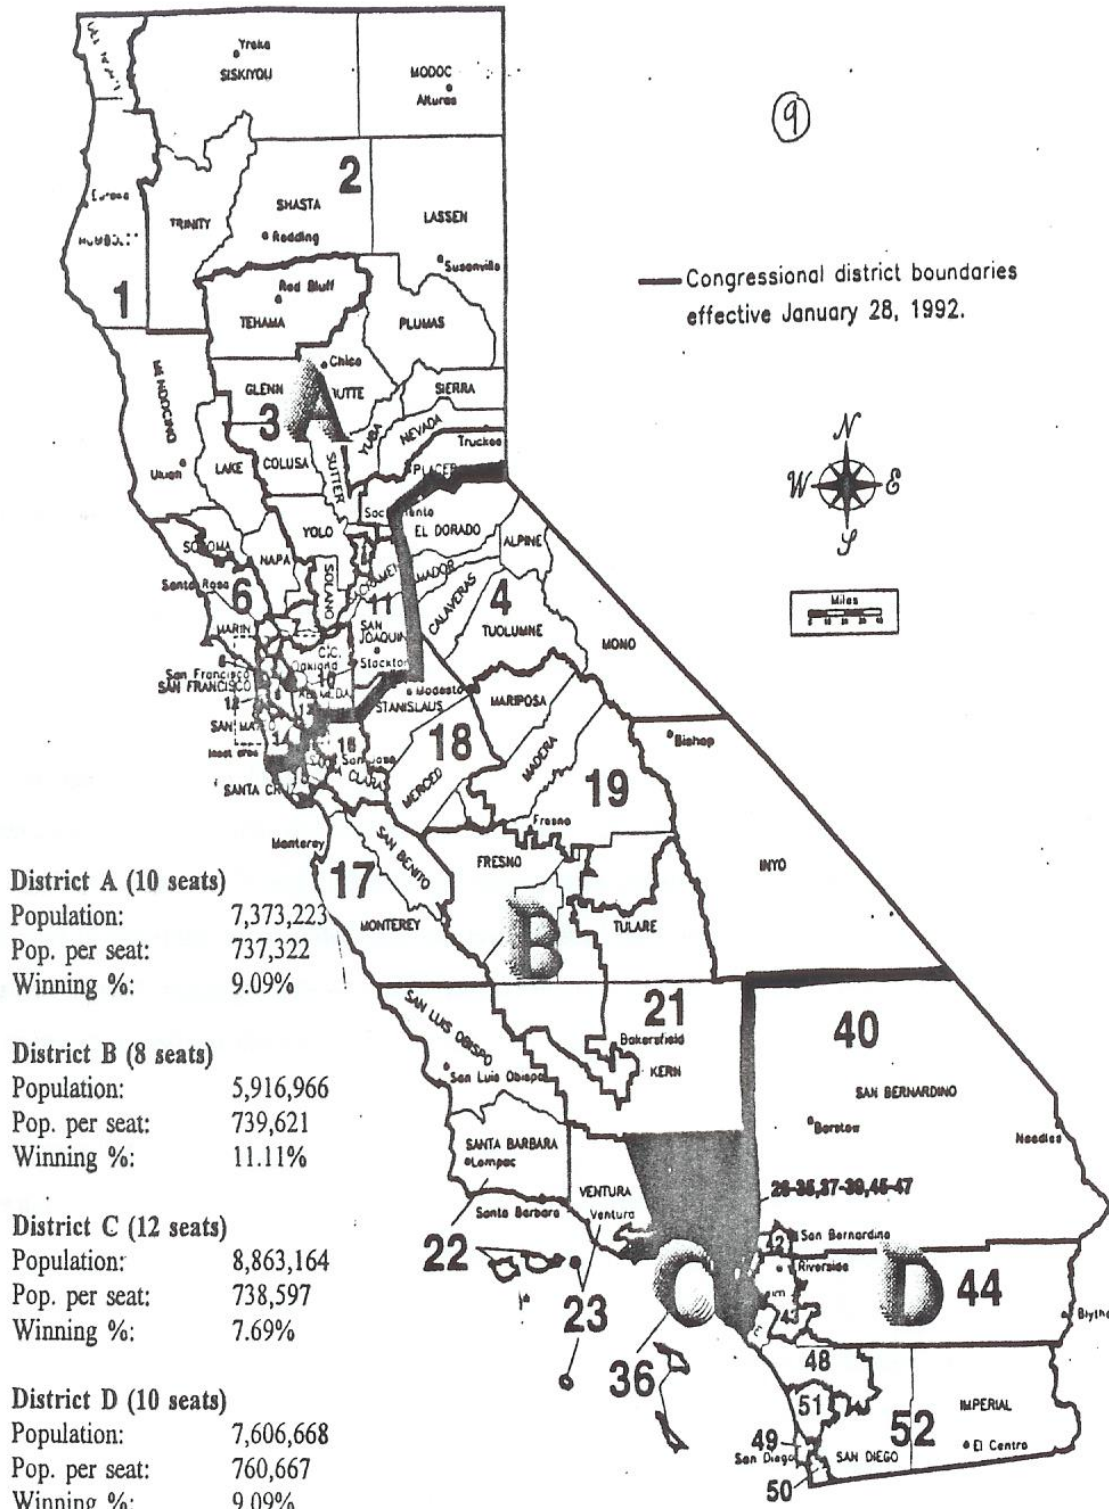 Yreka
SISKIYOU
MODOC
Alturas
9
2
SHASTA
LASSEN
TRINITY
Redding
Susanville
Congressional district boundaries
effective January 28, 1992.
1
Red Bluff
TEHAMA
PLUMAS
Chico
GLENN
A
SIERRA
MENDOCINO
3
YUBA
NEVADA
Truckee
N
W
E
S
Ukiah
LAKE
COLUSA
SUTTER
PLACER
EL DORADO
YOLO
ALPINE
NAPA
Santa Rosa
SOLANO
6
11
CALAVERAS
4
TUOLUMNE
Miles
MARIN
SAN
JOAQUIN
Stockton
MONO
Oakland
10
San Francisco
SAN FRANCISCO
ALAMEDA
Modesto
STANISLAUS
MARIPOSA
18
MADERA
Bishop
Inset area
MERCED
19
CLARA
SANTA CRUZ
Fresno
Monterey
SAN BENITO
FRESNO
INYO
17
MONTEREY
B
TULARE
District A (10 seats)
Population: 7,373,223
Pop. per seat: 737,322
Winning %: 9.09%
SAN LUIS OBISPO
21
40
Bakersfield
KERN
San Luis Obispo
SAN BERNARDINO
Barstow
Needles
District B (8 seats)
Population: 5,916,966
Pop. per seat: 739,621
Winning %: 11.11%
SANTA BARBARA
Lompoc
VENTURA
Ventura
Santa Barbara
42
San Bernardino
Riverside
22
C
D
44
43
23
36
48
51
52
IMPERIAL
49
San Diego
SAN DIEGO
El Centro
50
District C (12 seats)
Population: 8,863,164
Pop. per seat: 738,597
Winning %: 7.69%
District D (10 seats)
Population: 7,606,668
Pop. per seat: 760,667
Winning %: 9.09%